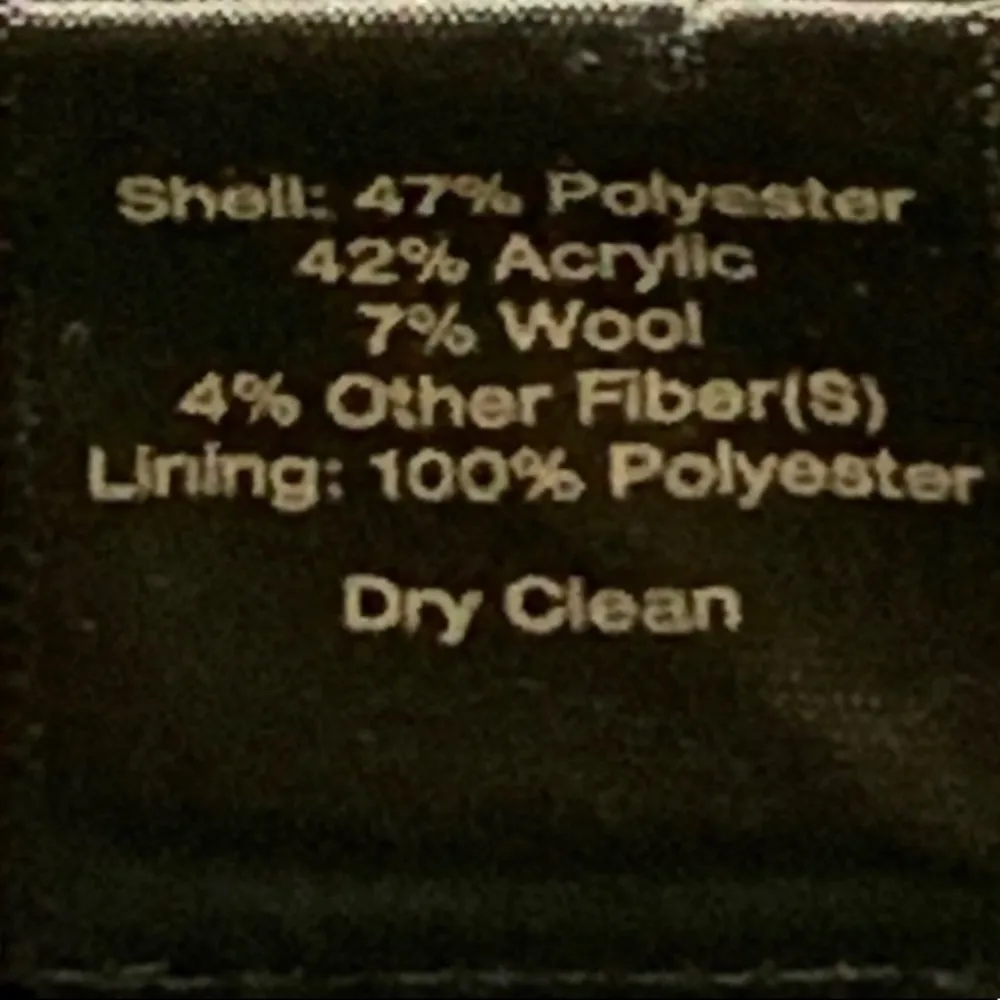 Shell: 47% Polyester
42% Acrylic
7% Wool
4% Other Fiber(S)
Lining: 100% Polyester
Dry Clean